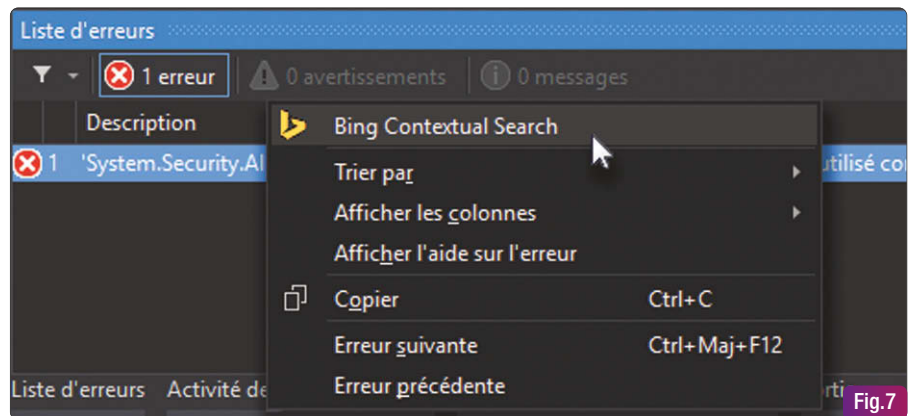 Liste d'erreurs
1 erreur 0 avertissements 0 messages
Description
1 'System.Security.Al utilisé co
Bing Contextual Search
Trier par
Afficher les colonnes
Afficher l'aide sur l'erreur
Copier Ctrl+C
Erreur suivante Ctrl+Maj+F12
Erreur précédente
Liste d'erreurs Activité de
Fig.7